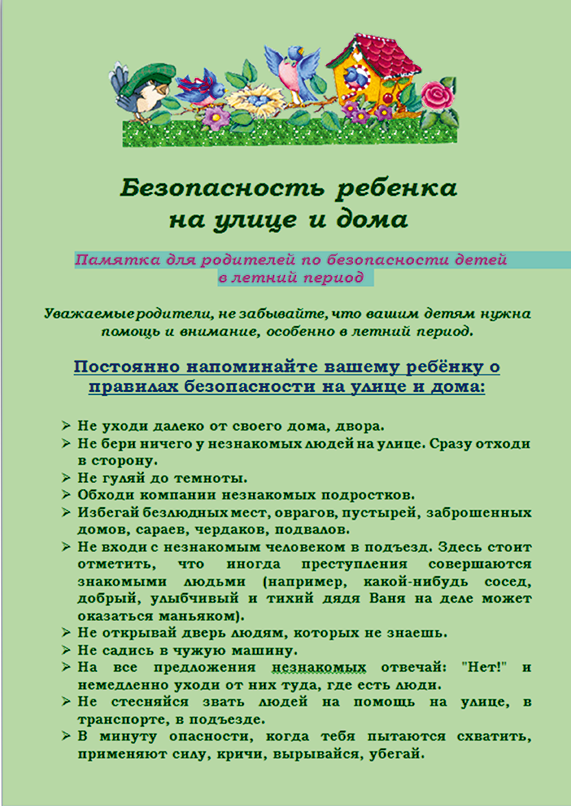 Безопасность ребенка
на улице и дома
Памятка для родителей по безопасности детей
в летний период
Уважаемые родители, не забывайте, что вашим детям нужна
помощь и внимание, особенно в летний период.
Постоянно напоминайте вашему ребёнку о
правилах безопасности на улице и дома:
➢ Не уходи далеко от своего дома, двора.
➢ Не бери ничего у незнакомых людей на улице. Сразу отходи
в сторону.
➢ Не гуляй до темноты.
➢ Обходи компании незнакомых подростков.
➢ Избегай безлюдных мест, оврагов, пустырей, заброшенных
домов, сараев, чердаков, подвалов.
➢ Не входи с незнакомым человеком в подъезд. Здесь стоит
отметить, что иногда преступления совершаются
знакомыми людьми (например, какой-нибудь сосед,
добрый, улыбчивый и тихий дядя Ваня на деле может
оказаться маньяком).
➢ Не открывай дверь людям, которых не знаешь.
➢ Не садись в чужую машину.
➢ На все предложения незнакомых отвечай: "Нет!" и
немедленно уходи от них туда, где есть люди.
➢ Не стесняйся звать людей на помощь на улице, в
транспорте, в подъезде.
➢ В минуту опасности, когда тебя пытаются схватить,
применяют силу, кричи, вырывайся, убегай.